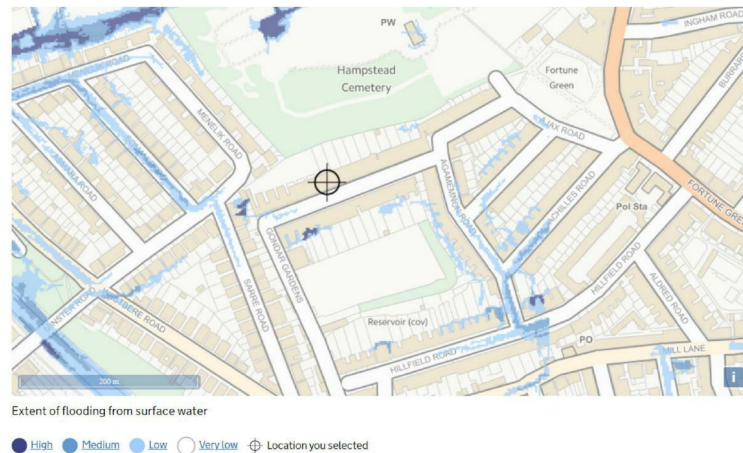 PW
INGHAM ROAD
Hampstead
Cemetery
Fortune
Green
MENELIK ROAD
AJAX ROAD
AGAMEMNON ROAD
ACHILLES ROAD
Pol Sta
FORTUNE GRE
GONDAR GARDENS
SARRE ROAD
HILLFIELD ROAD
ALDRED ROAD
Reservoir (cov)
HILLFIELD ROAD
PO
MILL LANE
200 m
i
Extent of flooding from surface water
High Medium Low Very low Location you selected